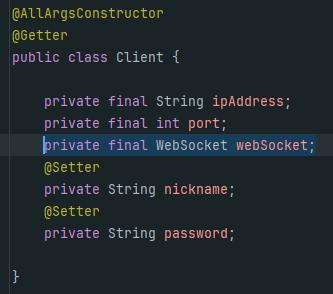 @AllArgsConstructor
@Getter
public class Client {
private final String ipAddress;
private final int port;
private final WebSocket webSocket;
@Setter
private String nickname;
@Setter
private String password;
}